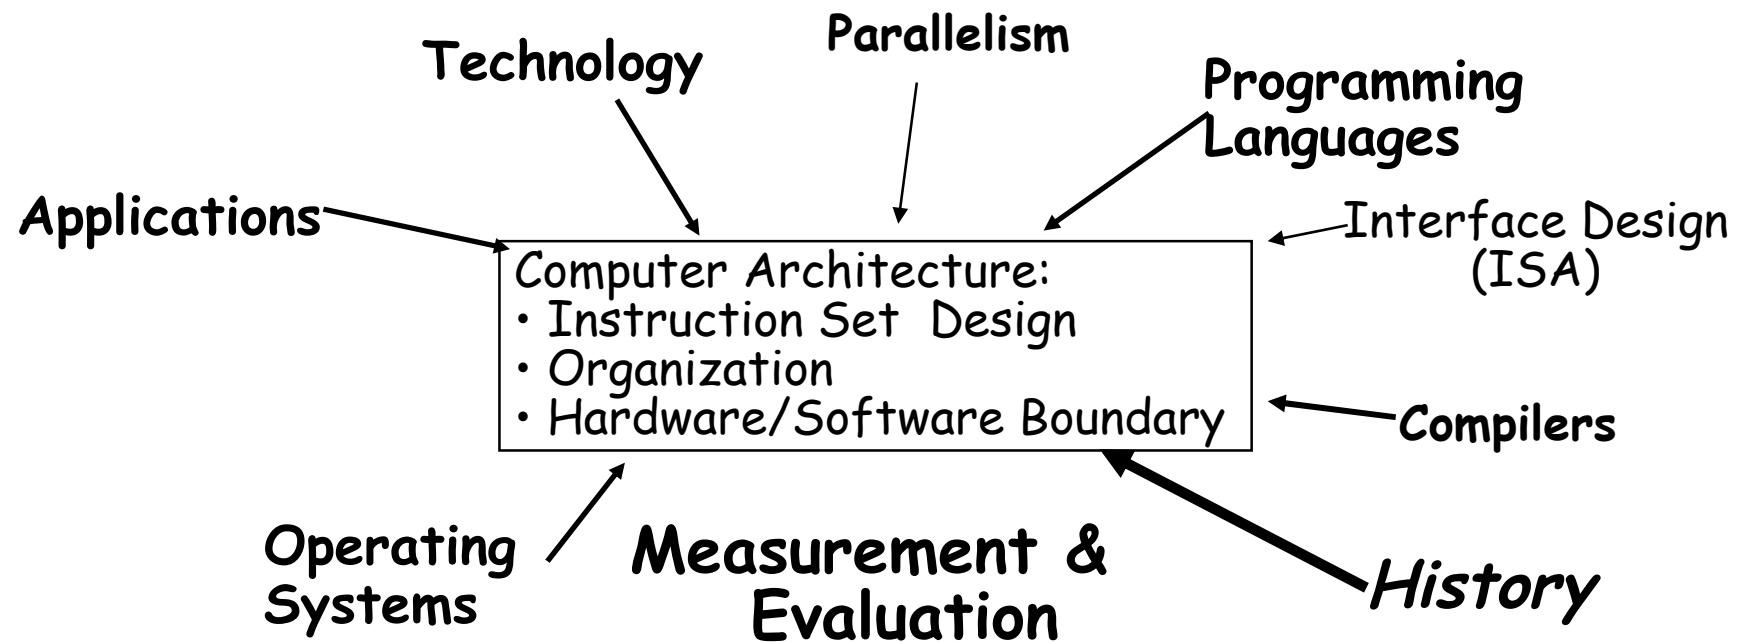 Parallelism
Technology
Programming
Languages
Applications
Interface Design
(ISA)
Computer Architecture:
• Instruction Set Design
• Organization
• Hardware/Software Boundary
Compilers
Operating
Systems
Measurement &
Evaluation
History